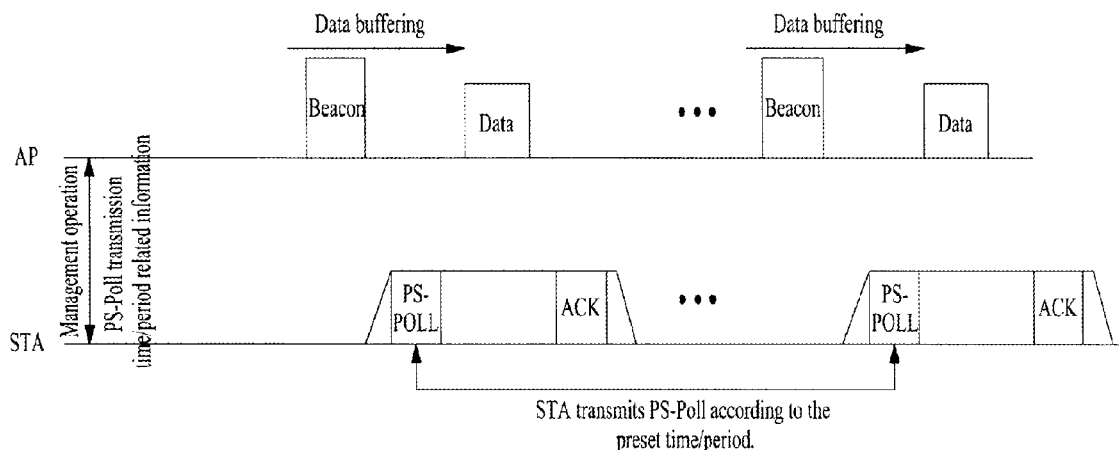 Data buffering
Data buffering
Beacon
Data
Beacon
Data
AP
Management operation
PS-Poll transmission
time/period related information
PS-
POLL
ACK
PS-
POLL
ACK
STA
STA transmits PS-Poll according to the
preset time/period.